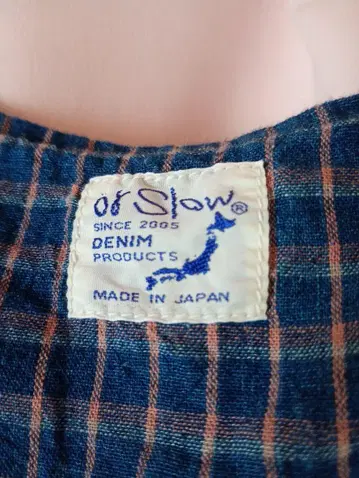 or Slow®
SINCE 2005
DENIM
PRODUCTS
MADE IN JAPAN